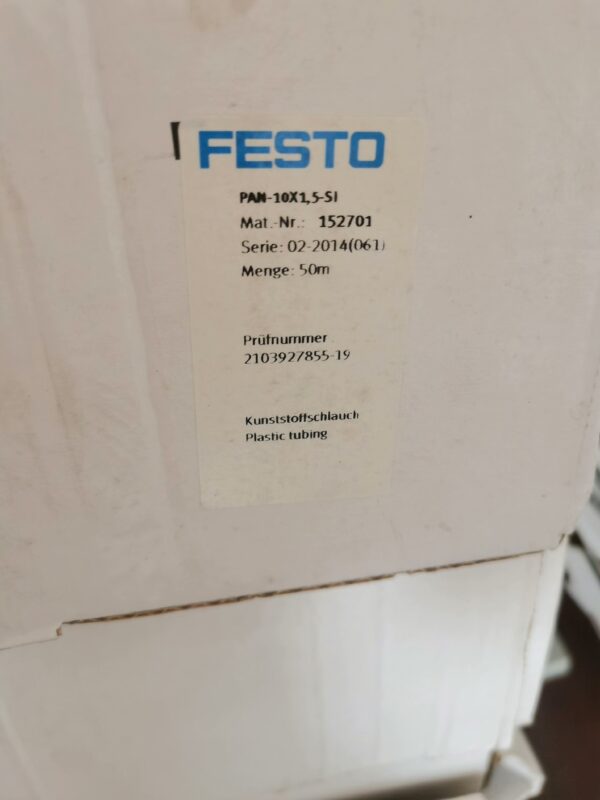 FESTO
PAN-10X1,5-SI
Mat.-Nr.: 152701
Serie: 02-2014(061)
Menge: 50m
Prüfnummer
2103927855-19
Kunststoffschlauch
Plastic tubing